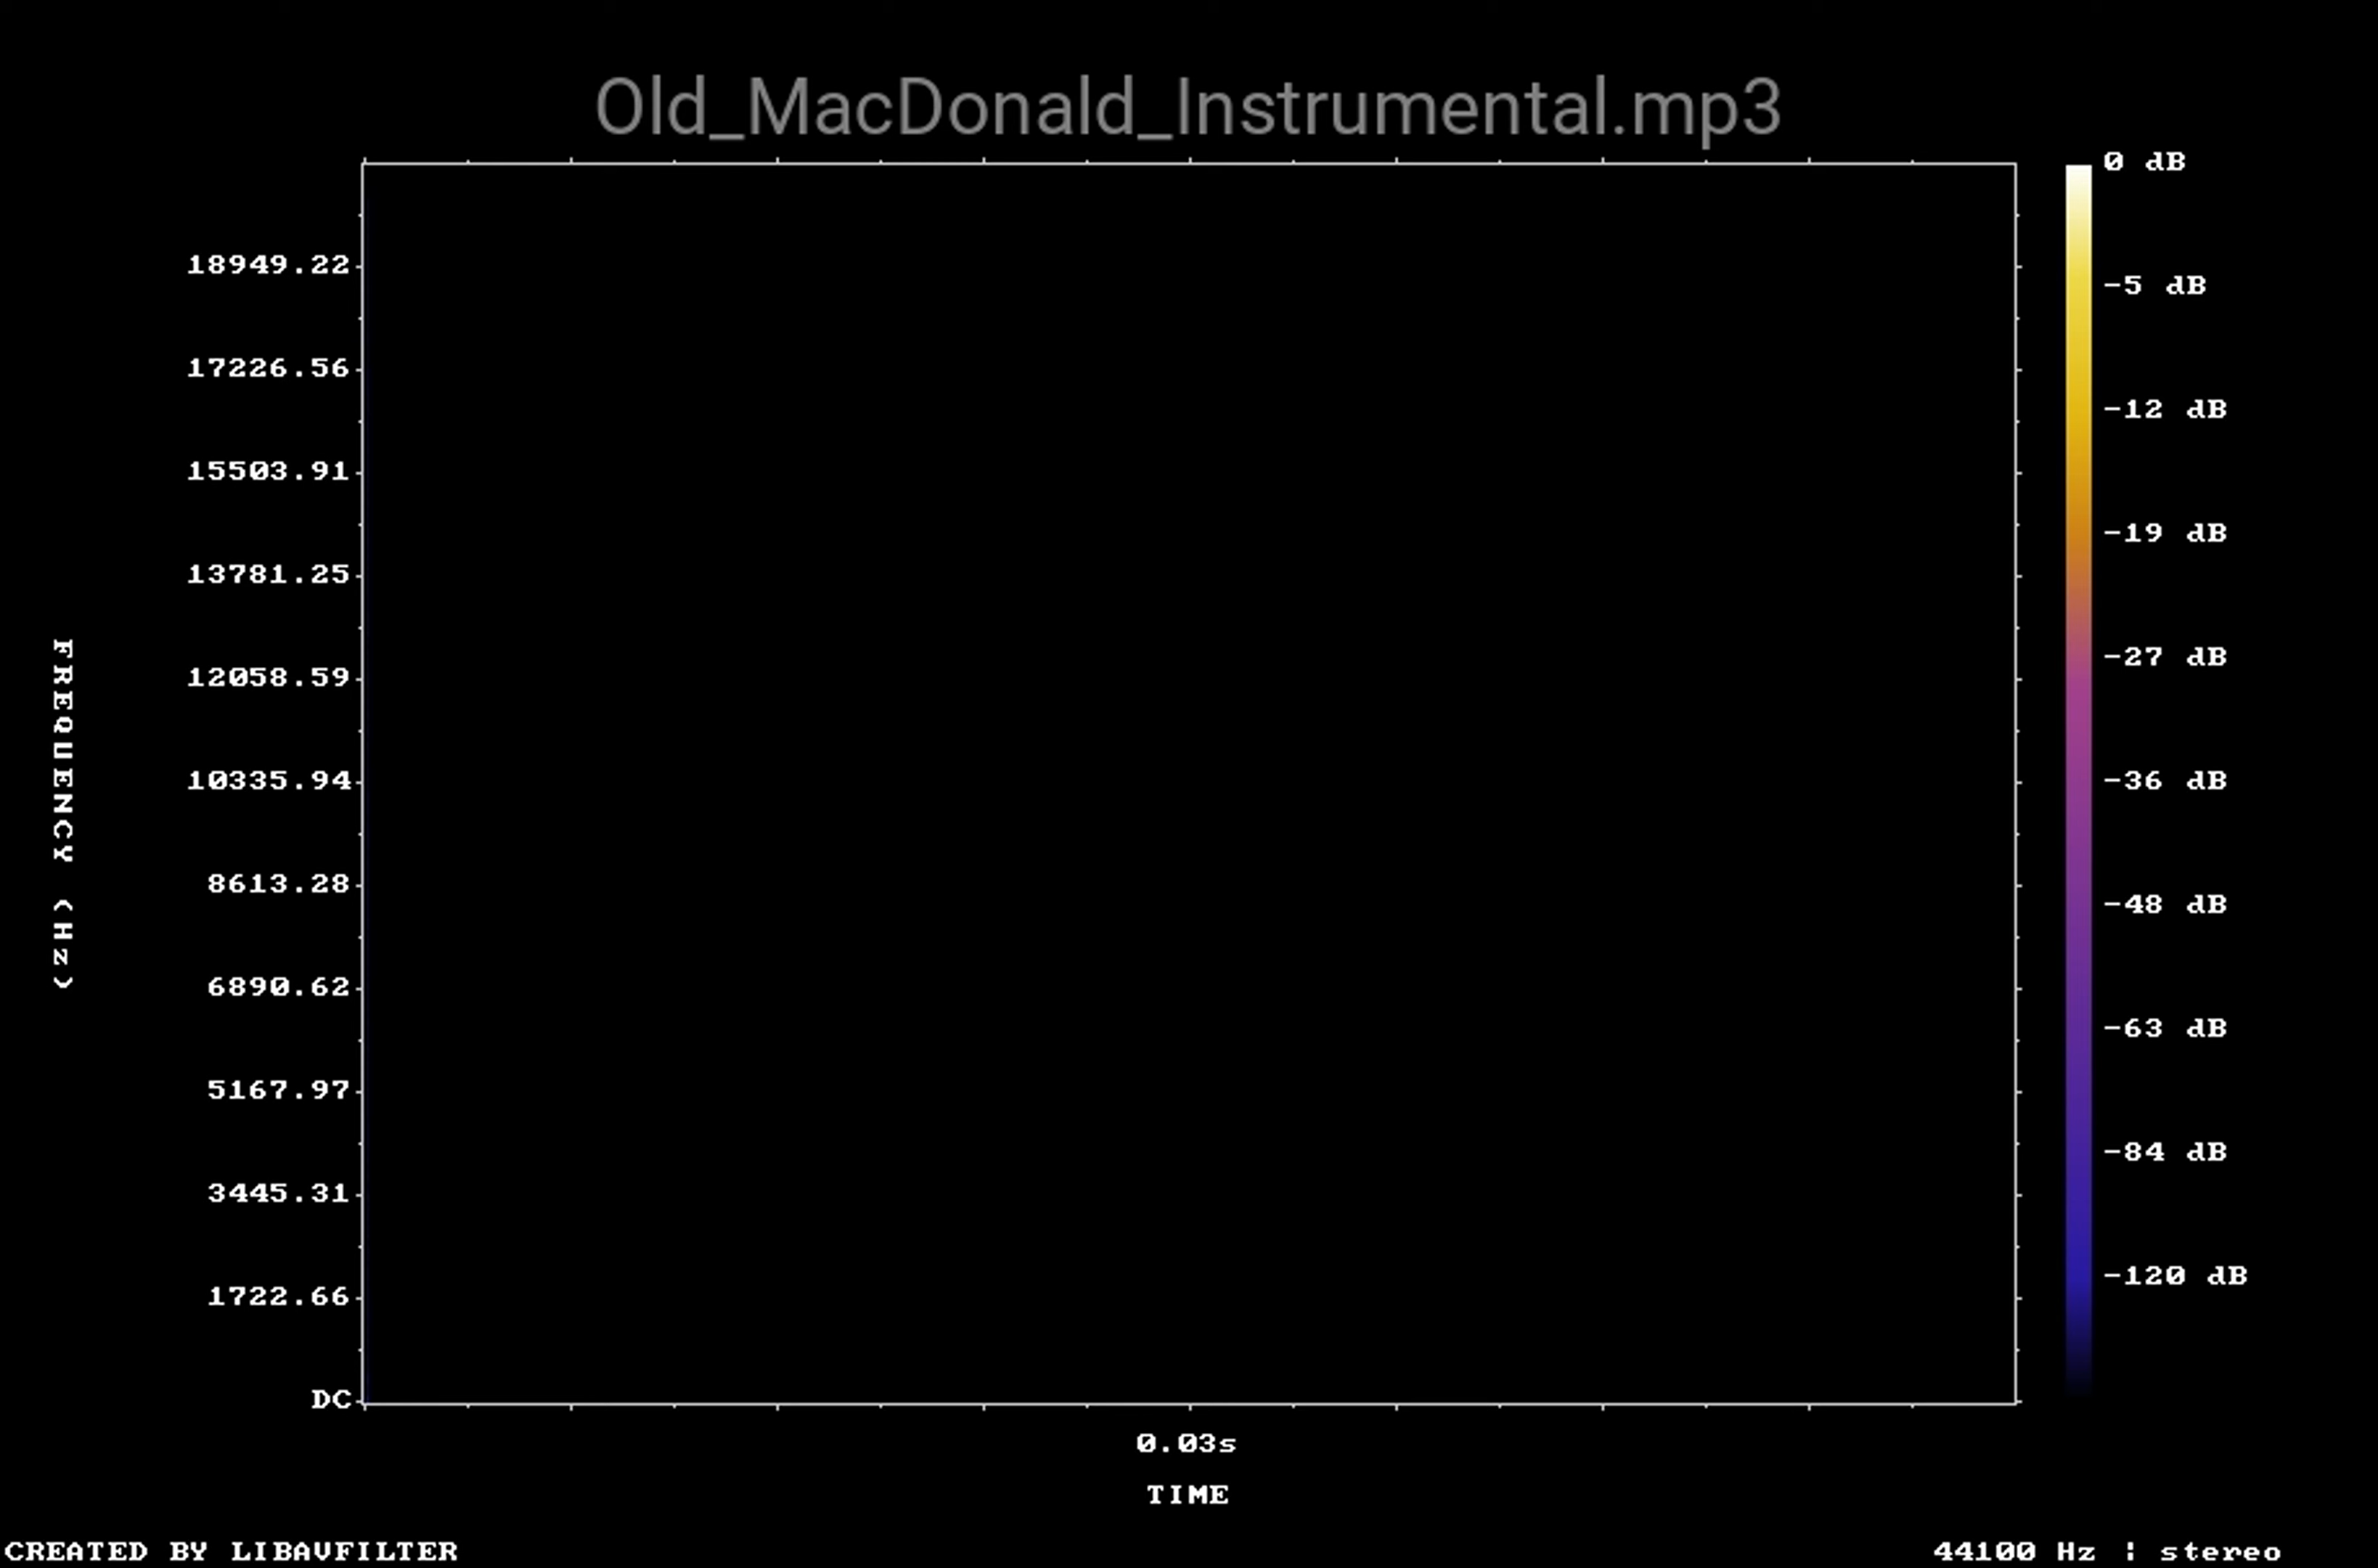 Old_MacDonald_Instrumental.mp3
0 dB
18949.22
-5 dB
17226.56
-12 dB
15503.91
-19 dB
13781.25
-27 dB
12058.59
10335.94
-36 dB
8613.28
-48 dB
6890.62
-63 dB
5167.97
-84 dB
3445.31
-120 dB
1722.66
DC
FREQUENCY (Hz)
0.03s
TIME
CREATED BY LIBAVFILTER
44100 Hz | stereo